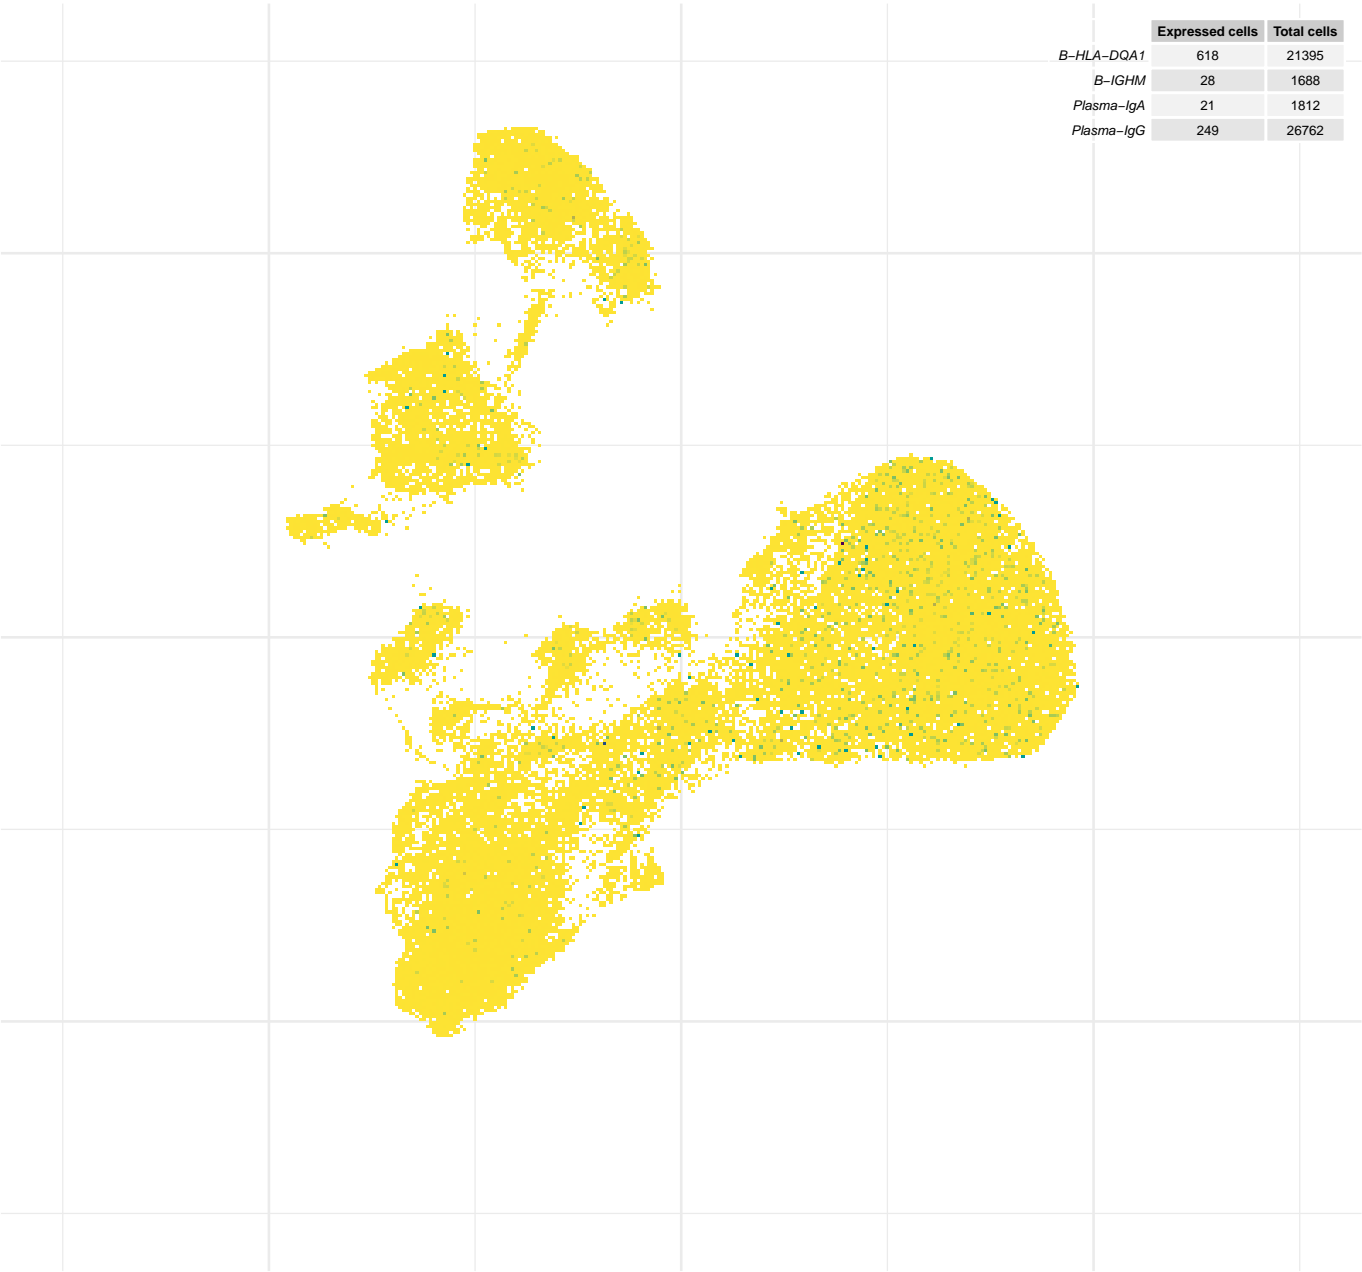 Expressed cells Total cells
B−HLA−DQA1 618 21395
B−IGHM 28 1688
Plasma−IgA 21 1812
Plasma−IgG 249 26762